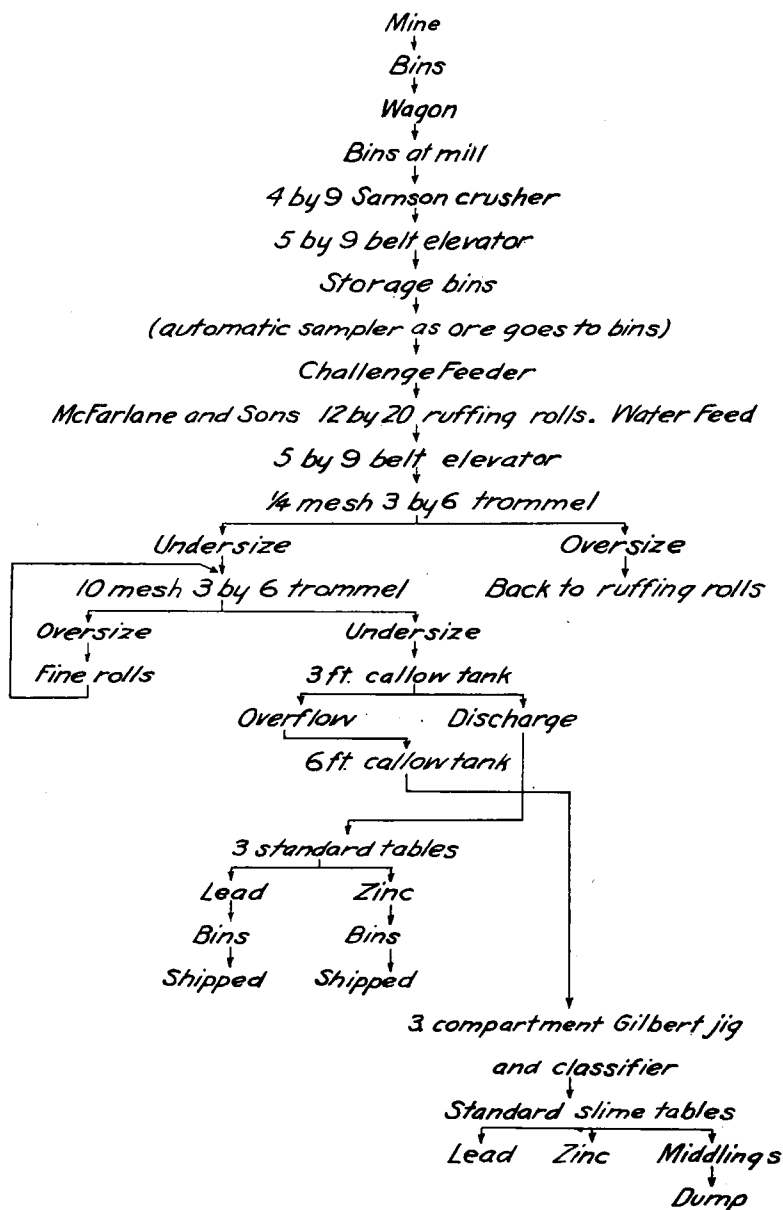 Mine
Bins
Wagon
Bins at mill
4 by 9 Samson crusher
5 by 9 belt elevator
Storage bins
(automatic sampler as ore goes to bins)
Challenge Feeder
McFarlane and Sons 12 by 20 ruffing rolls. Water Feed
5 by 9 belt elevator
1/4 mesh 3 by 6 trommel
Undersize Oversize
10 mesh 3 by 6 trommel Back to ruffing rolls
Oversize Undersize
Fine rolls 3 ft. callow tank
Overflow Discharge
6 ft. callow tank
3 standard tables
Lead Zinc
Bins Bins
Shipped Shipped
3 compartment Gilbert jig
and classifier
Standard slime tables
Lead Zinc Middlings
Dump